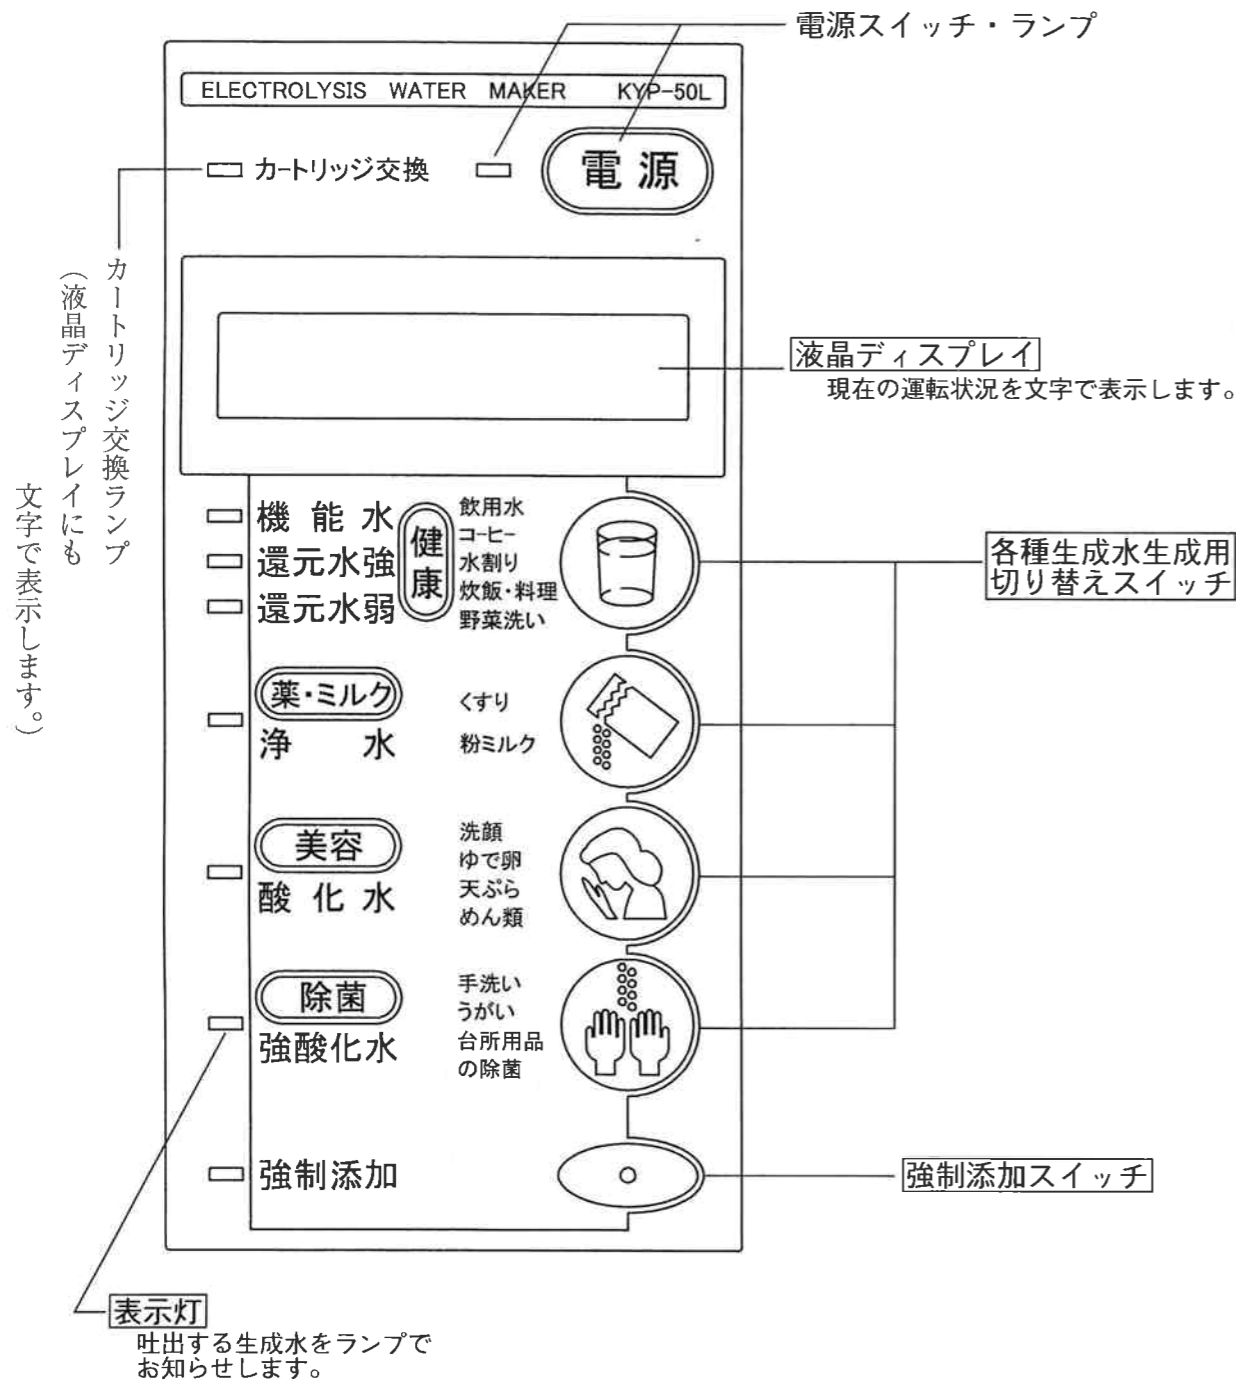 電源スイッチ・ランプ
ELECTROLYSIS WATER MAKER KYP-50L
カートリッジ交換
電源
カートリッジ交換ランプ
(液晶ディスプレイにも
文字で表示します。)
液晶ディスプレイ
現在の運転状況を文字で表示します。
機能水
還元水強
還元水弱
健康
飲用水
コーヒー
水割り
炊飯・料理
野菜洗い
各種生成水生成用
切り替えスイッチ
薬・ミルク
浄水
くすり
粉ミルク
美容
酸化水
洗顔
ゆで卵
天ぷら
めん類
除菌
強酸化水
手洗い
うがい
台所用品
の除菌
強制添加
強制添加スイッチ
表示灯
吐出する生成水をランプで
お知らせします。